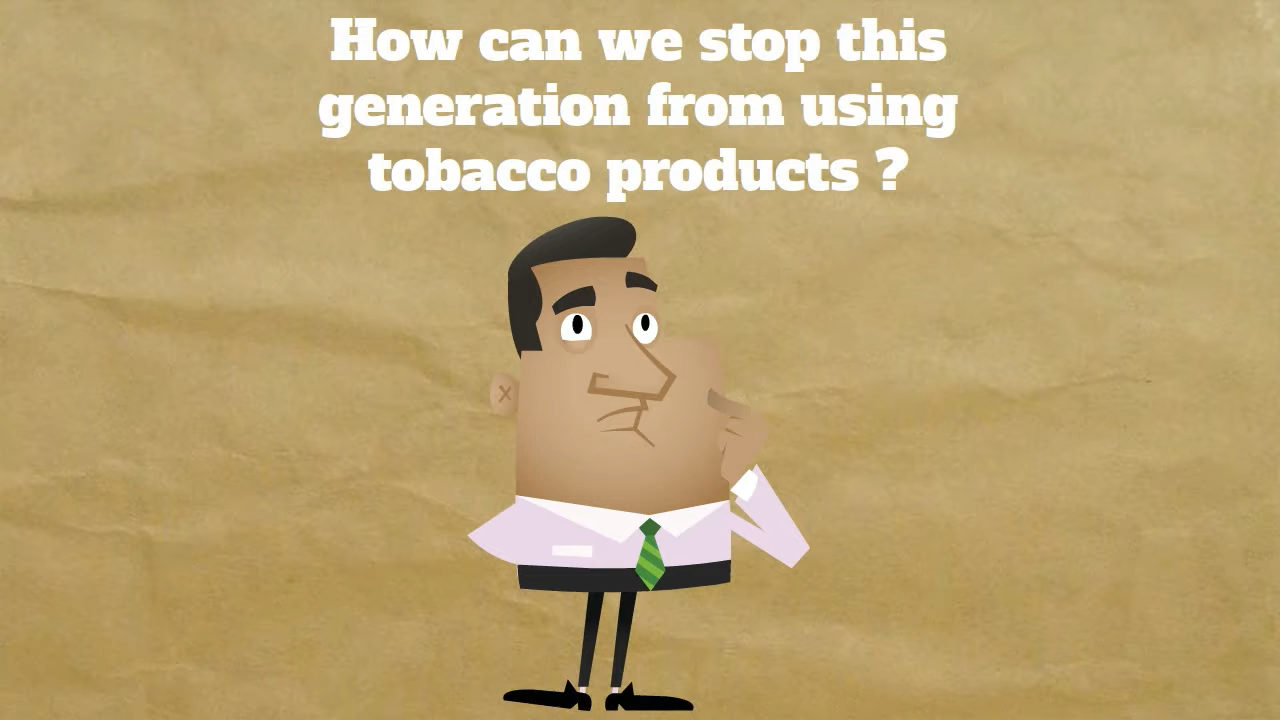 How can we stop this
generation from using
tobacco products ?